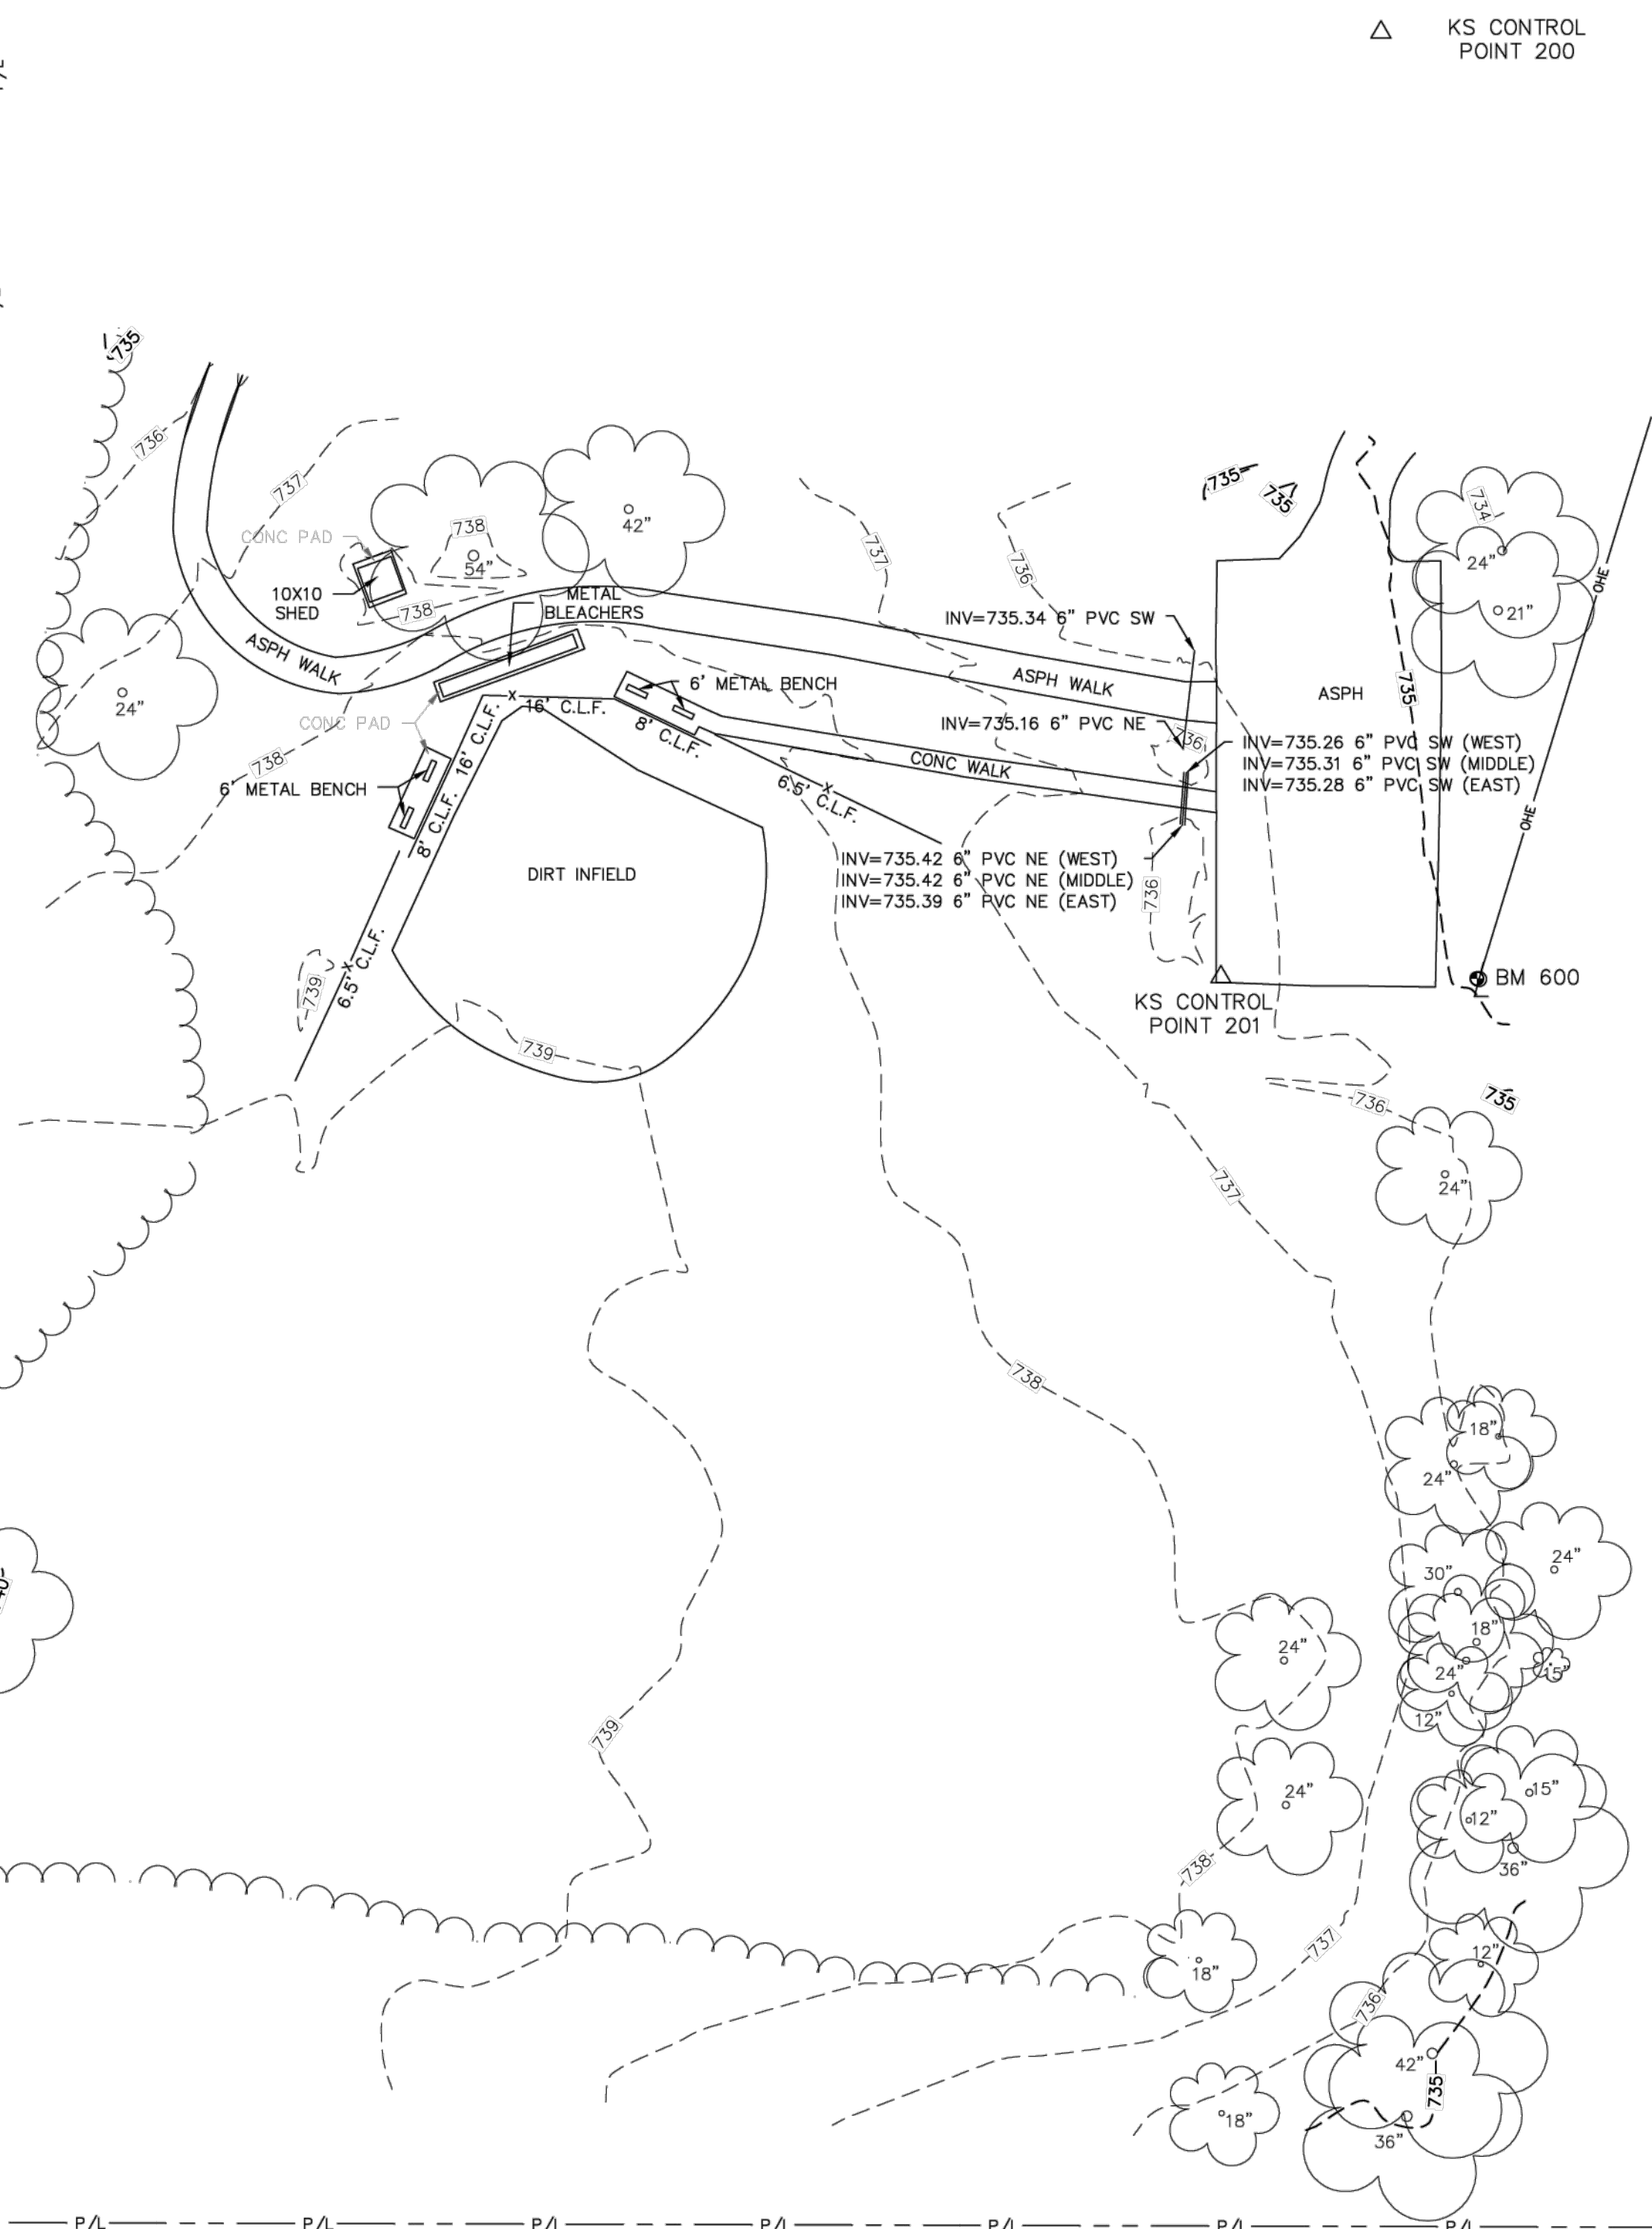 KS CONTROL
POINT 200
735
736
737
CONC PAD
738
54"
42"
10X10
SHED
738
METAL
BLEACHERS
ASPH WALK
24"
CONC PAD
738
6' METAL BENCH
16' C.L.F.
8' C.L.F.
6' METAL BENCH
16' C.L.F.
8' C.L.F.
6.5' C.L.F.
6.5' C.L.F.
DIRT INFIELD
739
739
737
736
735
735
734
24"
21"
OHE
OHE
INV=735.34 6" PVC SW
ASPH WALK
ASPH
735
INV=735.16 6" PVC NE
736
CONC WALK
INV=735.26 6" PVC SW (WEST)
INV=735.31 6" PVC SW (MIDDLE)
INV=735.28 6" PVC SW (EAST)
INV=735.42 6" PVC NE (WEST)
INV=735.42 6" PVC NE (MIDDLE)
INV=735.39 6" PVC NE (EAST)
736
BM 600
KS CONTROL
POINT 201
735
736
24"
737
738
18"
24"
24"
30"
18"
24"
15"
12"
24"
739
24"
15"
12"
36"
738
737
12"
18"
736
42"
735
18"
36"
P/L
P/L
P/L
P/L
P/L
P/L
P/L